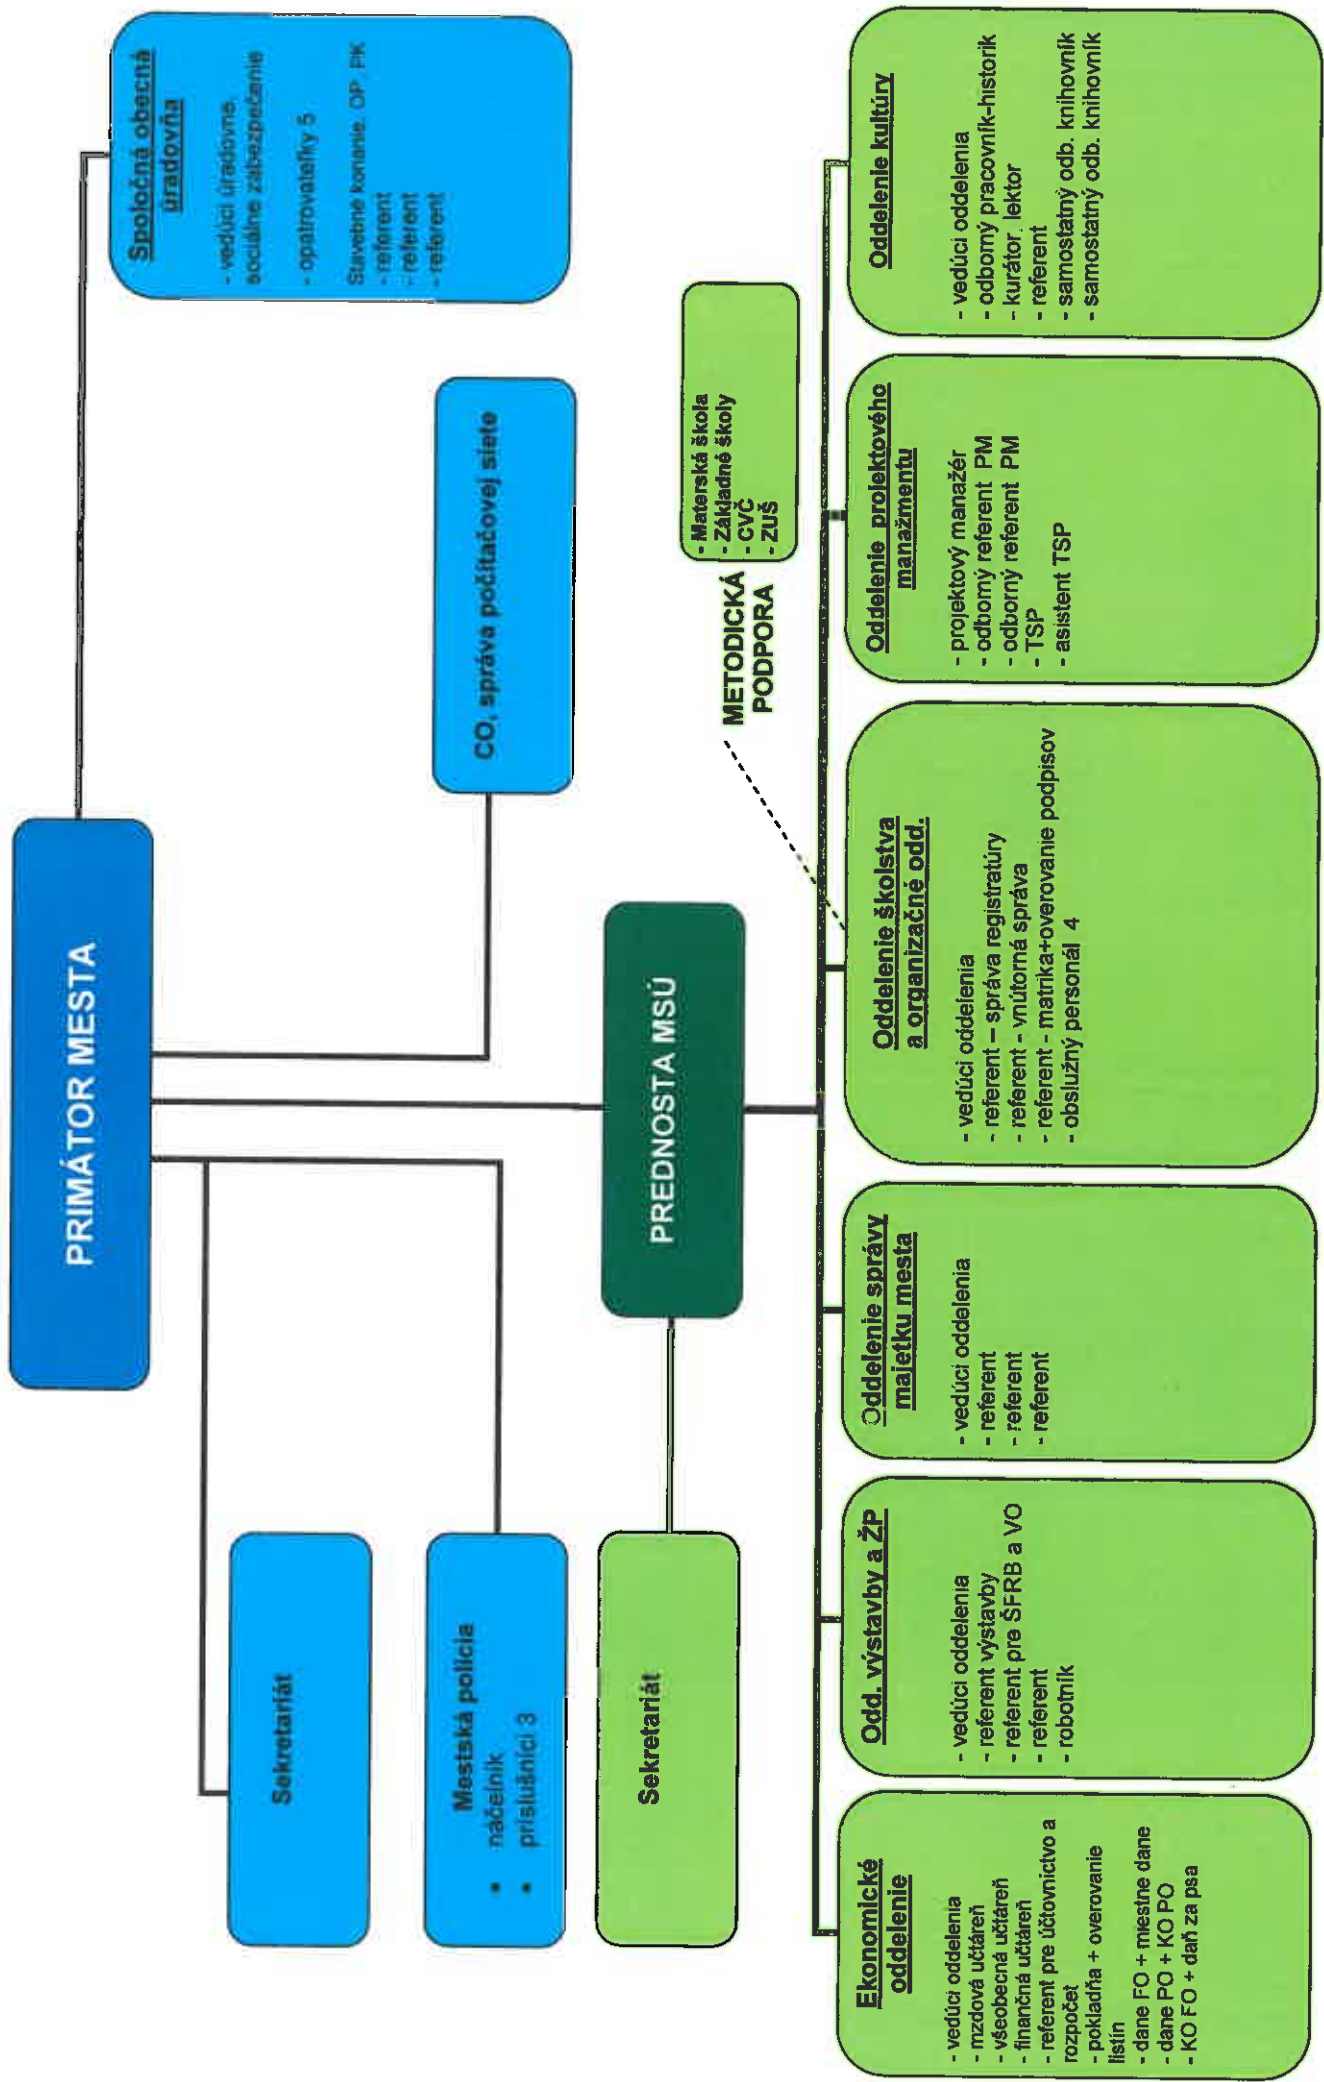 PRIMÁTOR MESTA
Spoločná obecná
úradovňa
- vedúci úradovne,
sociálne zabezpečenie
- opatrovateľky 5
Stavebné konanie, OP, PK
- referent
- referent
- referent
CO, správa počítačovej siete
Sekretariát
Mestská polícia
• náčelník
• príslušníci 3
PREDNOSTA MSÚ
Sekretariát
METODICKÁ
PODPORA
- Materská škola
- Základné školy
- CVČ
- ZUŠ
Ekonomické
oddelenie
- vedúci oddelenia
- mzdová učtáreň
- všeobecná učtáreň
- finančná učtáreň
- referent pre účtovníctvo a
rozpočet
- pokladňa + overovanie
listín
- dane FO + miestne dane
- dane PO + KO PO
- KO FO + daň za psa
Odd. výstavby a ŽP
- vedúci oddelenia
- referent výstavby
- referent pre ŠFRB a VO
- referent
- robotník
Oddelenie správy
majetku mesta
- vedúci oddelenia
- referent
- referent
- referent
Oddelenie školstva
a organizačné odd.
- vedúci oddelenia
- referent – správa registratúry
- referent - vnútorná správa
- referent - matrika+overovanie podpisov
- obslužný personál 4
Oddelenie projektového
manažmentu
- projektový manažér
- odborný referent PM
- odborný referent PM
- TSP
- asistent TSP
Oddelenie kultúry
- vedúci oddelenia
- odborný pracovník-historik
- kurátor, lektor
- referent
- samostatný odb. knihovník
- samostatný odb. knihovník